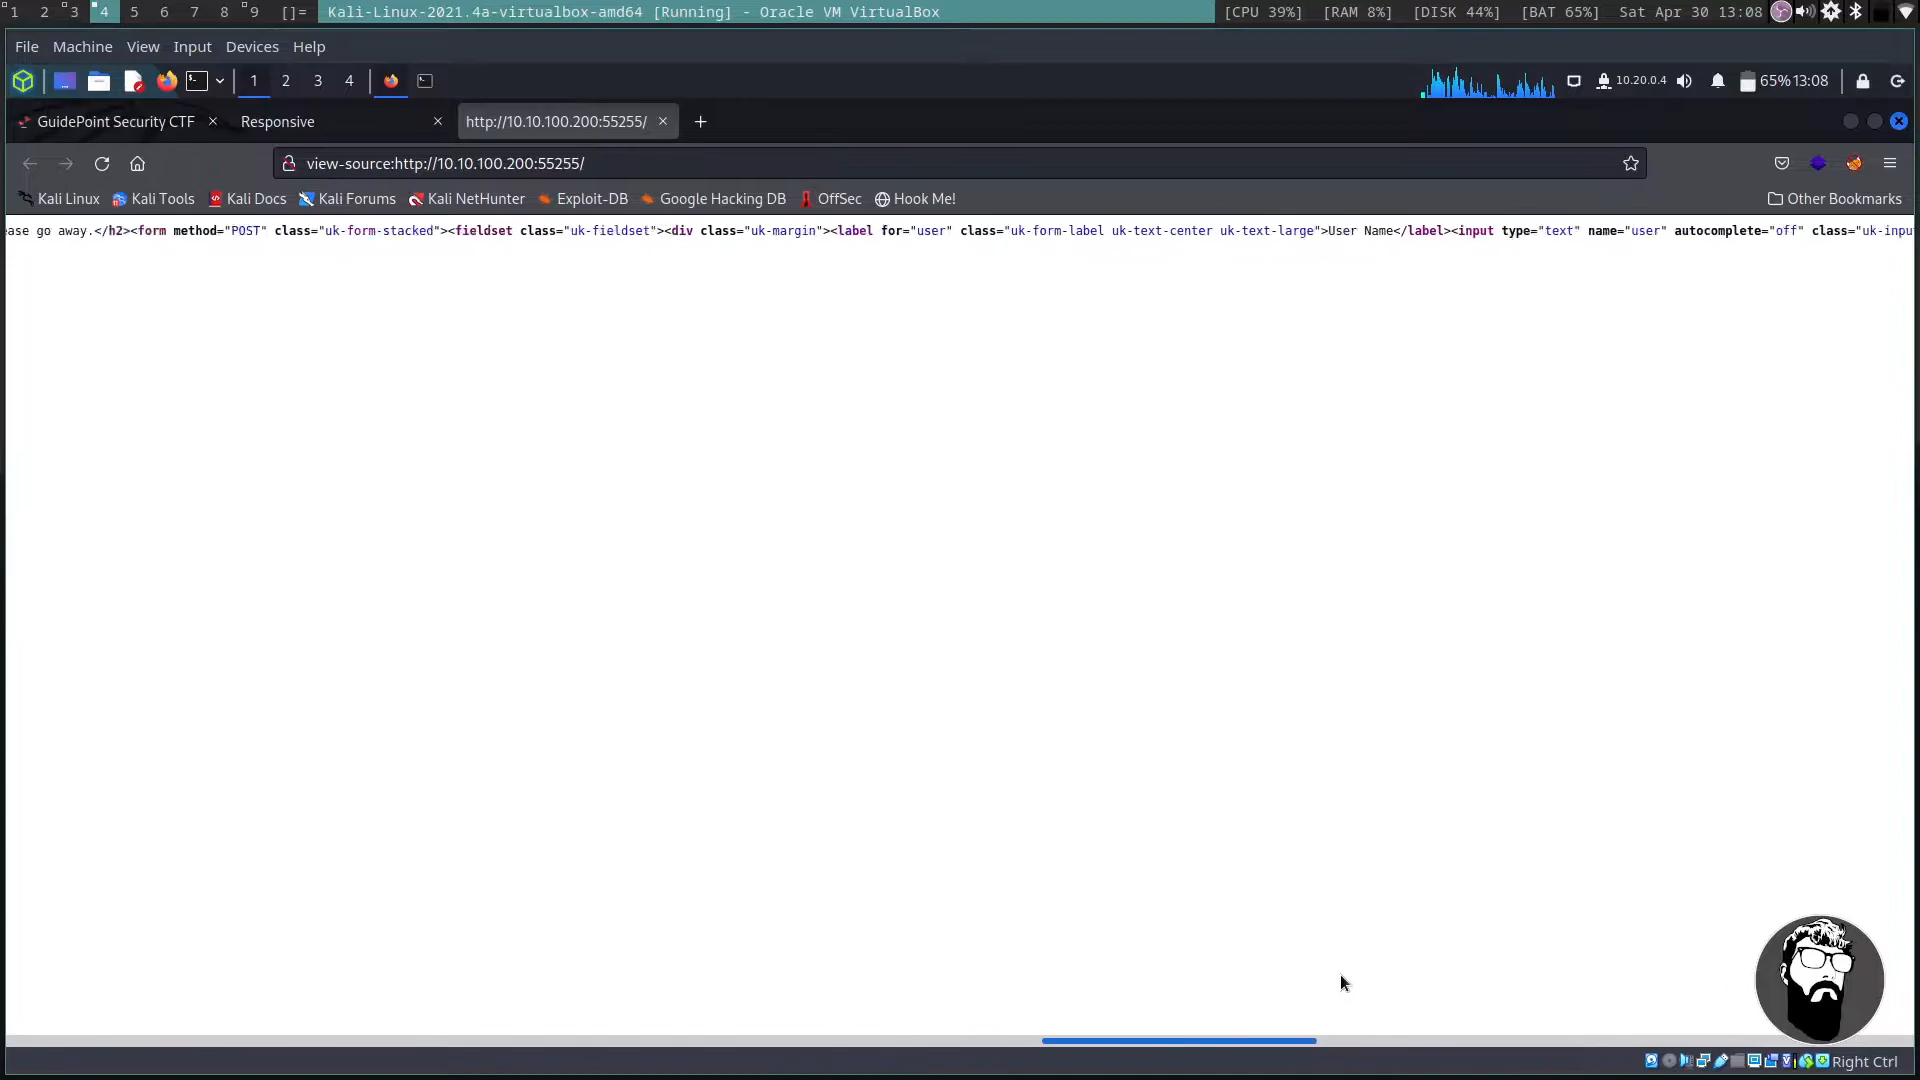 1 2 3 4 5 6 7 8 9 []= Kali-Linux-2021.4a-virtualbox-amd64 [Running] - Oracle VM VirtualBox [CPU 39%] [RAM 8%] [DISK 44%] [BAT 65%] Sat Apr 30 13:08
File Machine View Input Devices Help
1 2 3 4 10.20.0.4 65% 13:08
GuidePoint Security CTF Responsive http://10.10.100.200:55255/
view-source:http://10.10.100.200:55255/
Kali Linux Kali Tools Kali Docs Kali Forums Kali NetHunter Exploit-DB Google Hacking DB OffSec Hook Me! Other Bookmarks
ease go away.</h2><form method="POST" class="uk-form-stacked"><fieldset class="uk-fieldset"><div class="uk-margin"><label for="user" class="uk-form-label uk-text-center uk-text-large">User Name</label><input type="text" name="user" autocomplete="off" class="uk-inpu
Right Ctrl